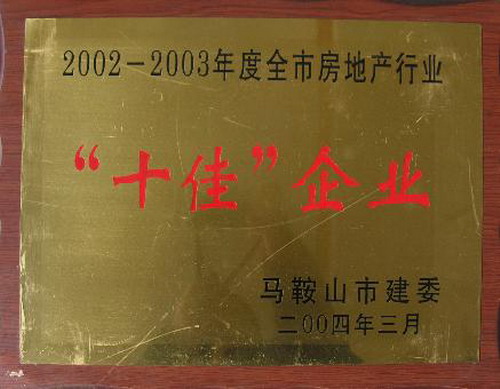 2002-2003年度全市房地产行业
“十佳”企业
马鞍山市建委
二00四年三月